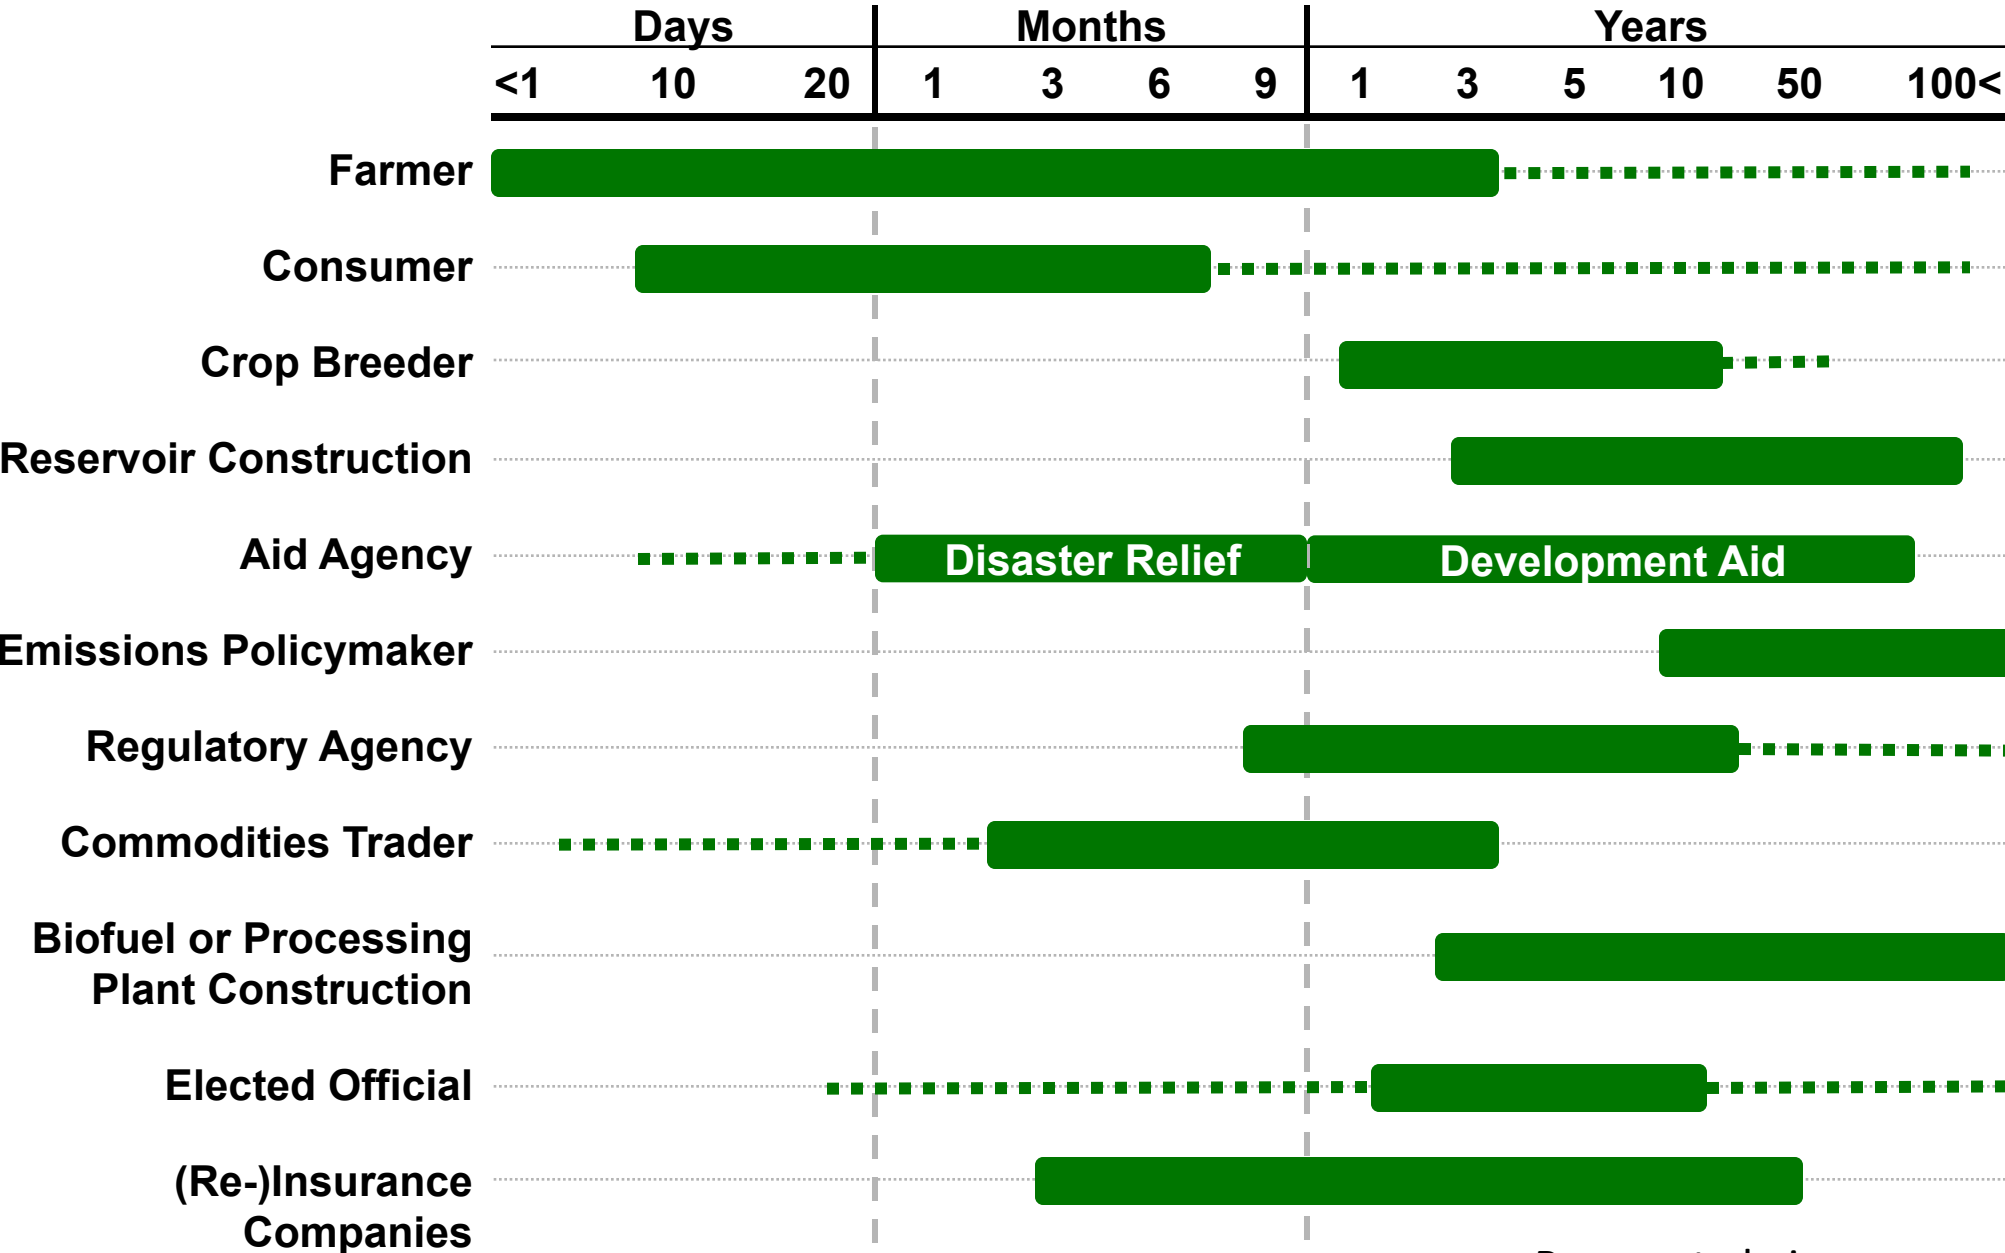 Days Months Years
<1 10 20 1 3 6 9 1 3 5 10 50 100<
Farmer
Consumer
Crop Breeder
Reservoir Construction
Aid Agency Disaster Relief Development Aid
Emissions Policymaker
Regulatory Agency
Commodities Trader
Biofuel or Processing
Plant Construction
Elected Official
(Re-)Insurance
Companies